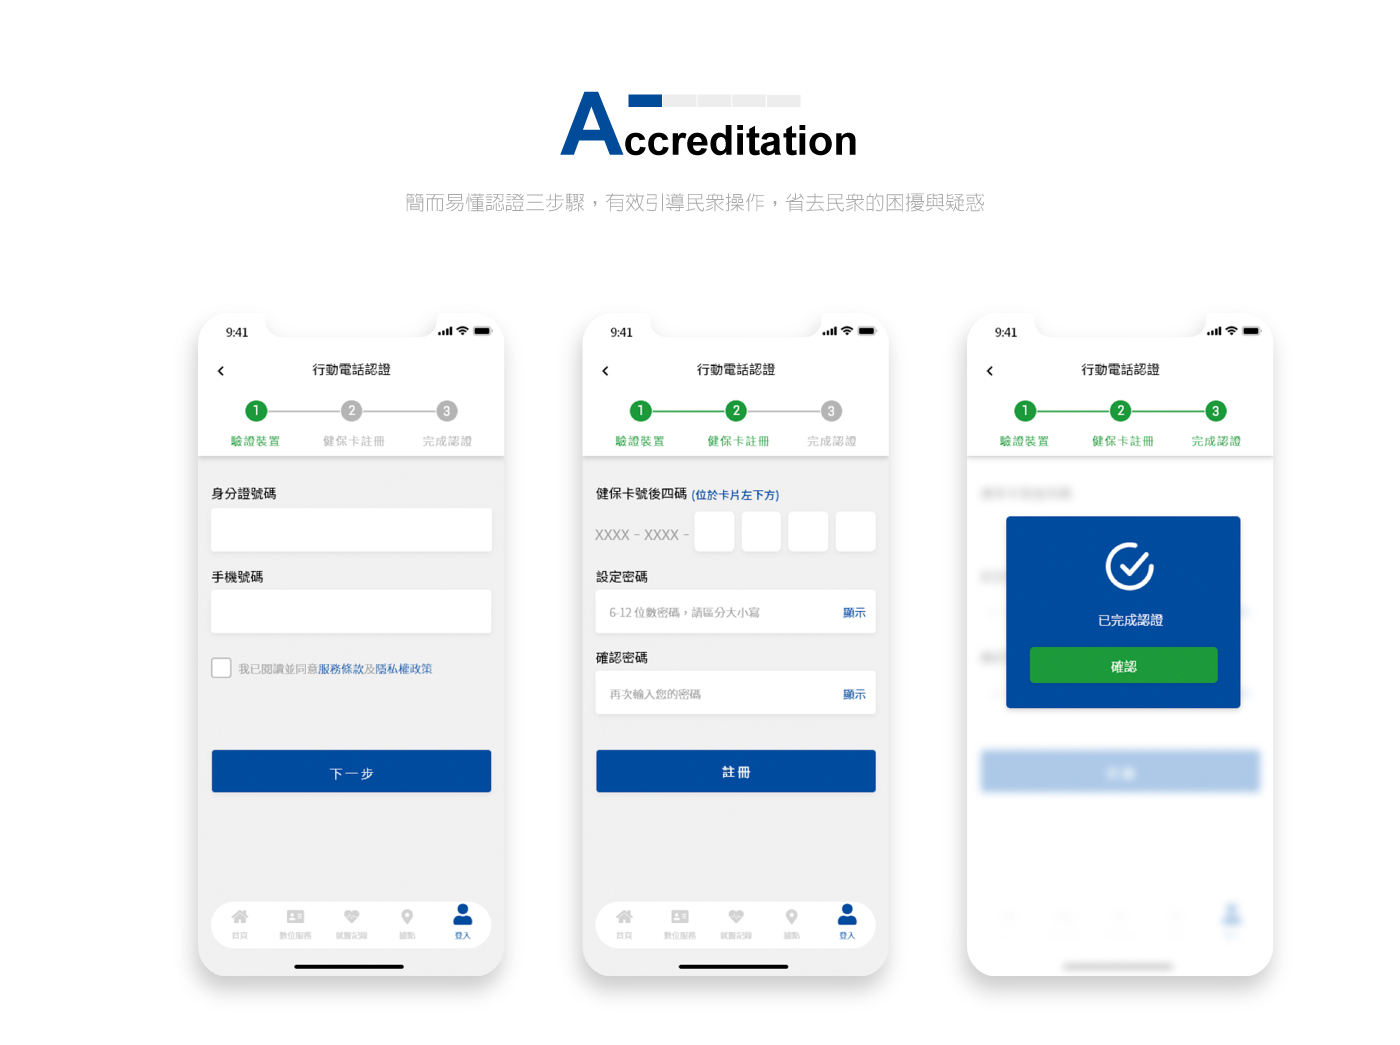 Accreditation
簡而易懂認證三步驟，有效引導民眾操作，省去民眾的困擾與疑惑
9:41
行動電話認證
1 2 3
驗證裝置 健保卡註冊 完成認證
身分證號碼
手機號碼
我已閱讀並同意服務條款及隱私權政策
下一步
首頁 數位服務 就醫記錄 據點 登入
9:41
行動電話認證
1 2 3
驗證裝置 健保卡註冊 完成認證
健保卡號後四碼 (位於卡片左下方)
XXXX - XXXX -
設定密碼
6-12 位數密碼，請區分大小寫 顯示
確認密碼
再次輸入您的密碼 顯示
註冊
首頁 數位服務 就醫記錄 據點 登入
9:41
行動電話認證
1 2 3
驗證裝置 健保卡註冊 完成認證
已完成認證
確認